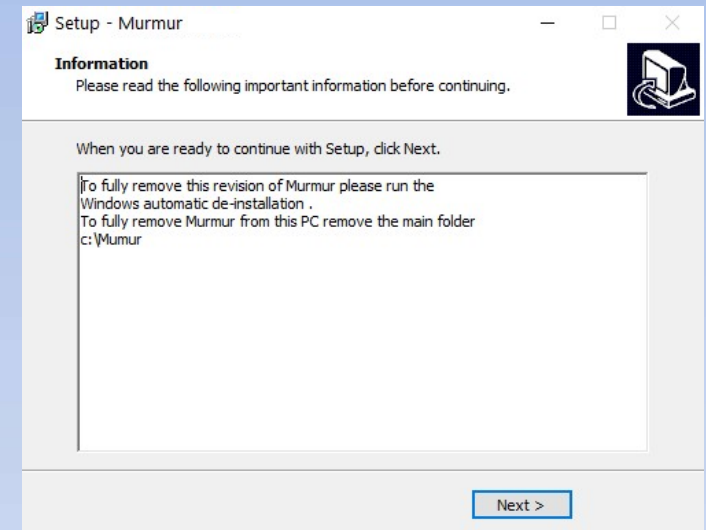 Setup - Murmur
Information
Please read the following important information before continuing.
When you are ready to continue with Setup, click Next.
To fully remove this revision of Murmur please run the
Windows automatic de-installation .
To fully remove Murmur from this PC remove the main folder
c:\Mumur
Next >